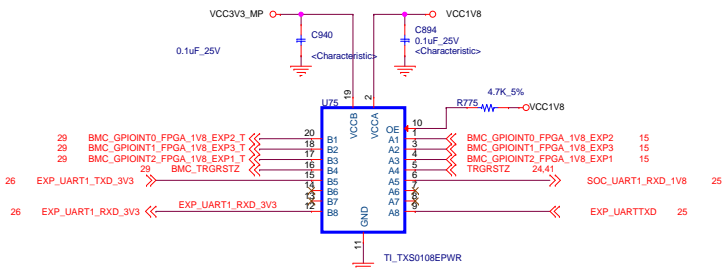 VCC3V3_MP
VCC1V8
C940
C894
0.1uF_25V
0.1uF_25V
<Characteristic>
<Characteristic>
4.7K_5%
U75
R775
VCC1V8
19
2
VCCB
VCCA
OE
10
29 BMC_GPIOINT0_FPGA_1V8_EXP2_T 20 B1 A1 1 BMC_GPIOINT0_FPGA_1V8_EXP2 15
29 BMC_GPIOINT1_FPGA_1V8_EXP3_T 18 B2 A2 3 BMC_GPIOINT1_FPGA_1V8_EXP3 15
29 BMC_GPIOINT2_FPGA_1V8_EXP1_T 17 B3 A3 4 BMC_GPIOINT2_FPGA_1V8_EXP1 15
29 BMC_TRGRSTZ 16 B4 A4 5 TRGRSTZ 24,41
26 EXP_UART1_TXD_3V3 15 B5 A5 6 SOC_UART1_RXD_1V8 25
14 B6 A6 7
13 B7 A7 8
26 EXP_UART1_RXD_3V3 EXP_UART1_RXD_3V3 12 B8 A8 9 EXP_UARTTXD 25
GND
11
TI_TXS0108EPWR